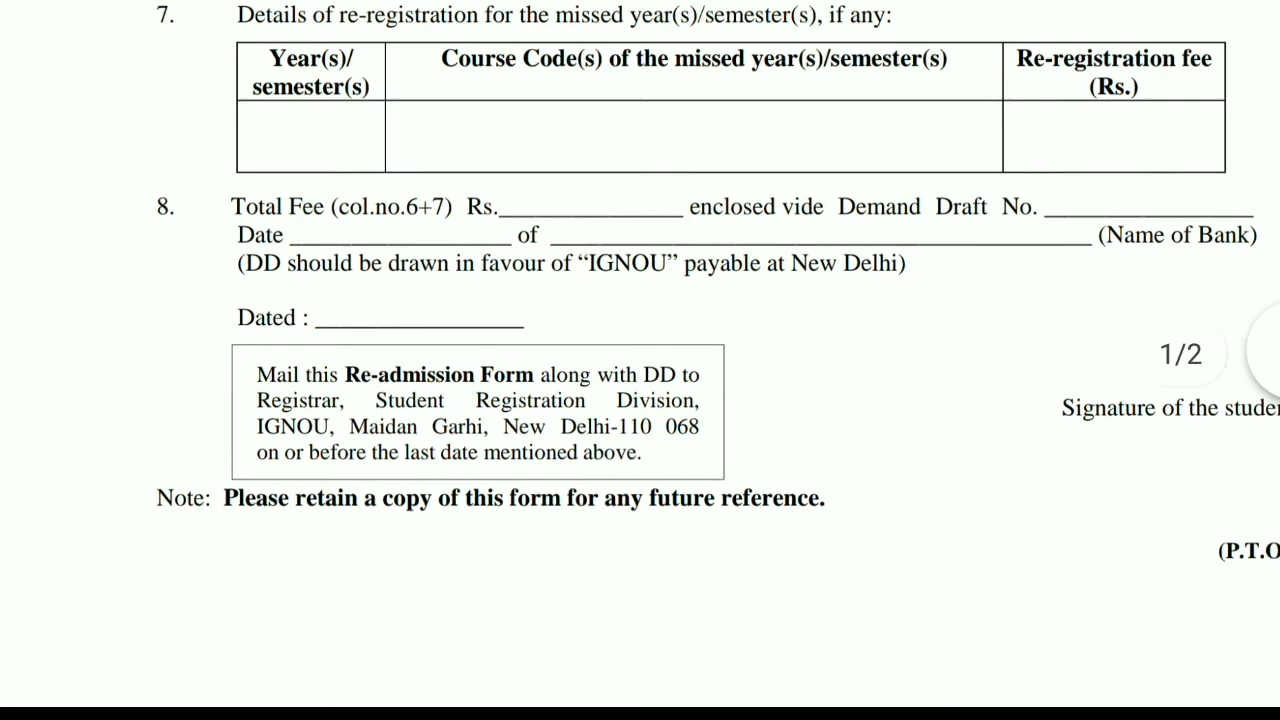 7. Details of re-registration for the missed year(s)/semester(s), if any:
Year(s)/ semester(s)
Course Code(s) of the missed year(s)/semester(s)
Re-registration fee (Rs.)
8. Total Fee (col.no.6+7) Rs._______________ enclosed vide Demand Draft No. _________________
Date __________________ of ____________________________________________ (Name of Bank)
(DD should be drawn in favour of “IGNOU” payable at New Delhi)
Dated : _________________
1/2
Mail this Re-admission Form along with DD to
Registrar, Student Registration Division,
IGNOU, Maidan Garhi, New Delhi-110 068
on or before the last date mentioned above.
Signature of the stude
Note: Please retain a copy of this form for any future reference.
(P.T.O